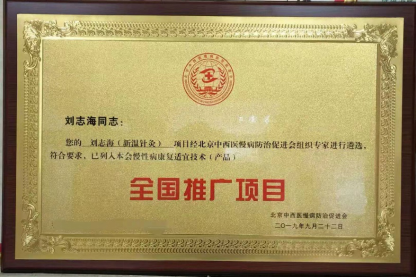 刘志海同志：
您的 刘志海（新温针灸） 项目经北京中西医慢病防治促进会组织专家进行遴选，
符合要求，已列入本会慢性病康复适宜技术（产品）
全国推广项目
北京中西医慢病防治促进会
二〇一九年九月二十二日